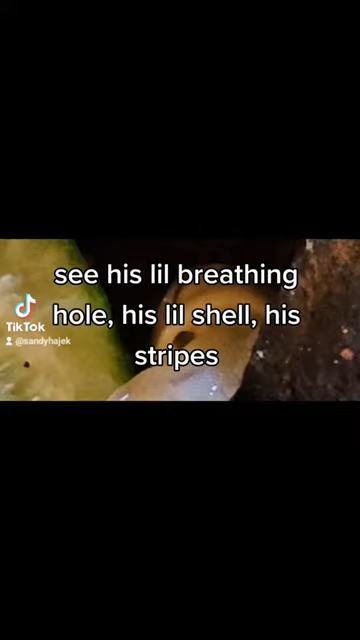 see his lil breathing
hole, his lil shell, his
stripes
TikTok
@sandyhajek